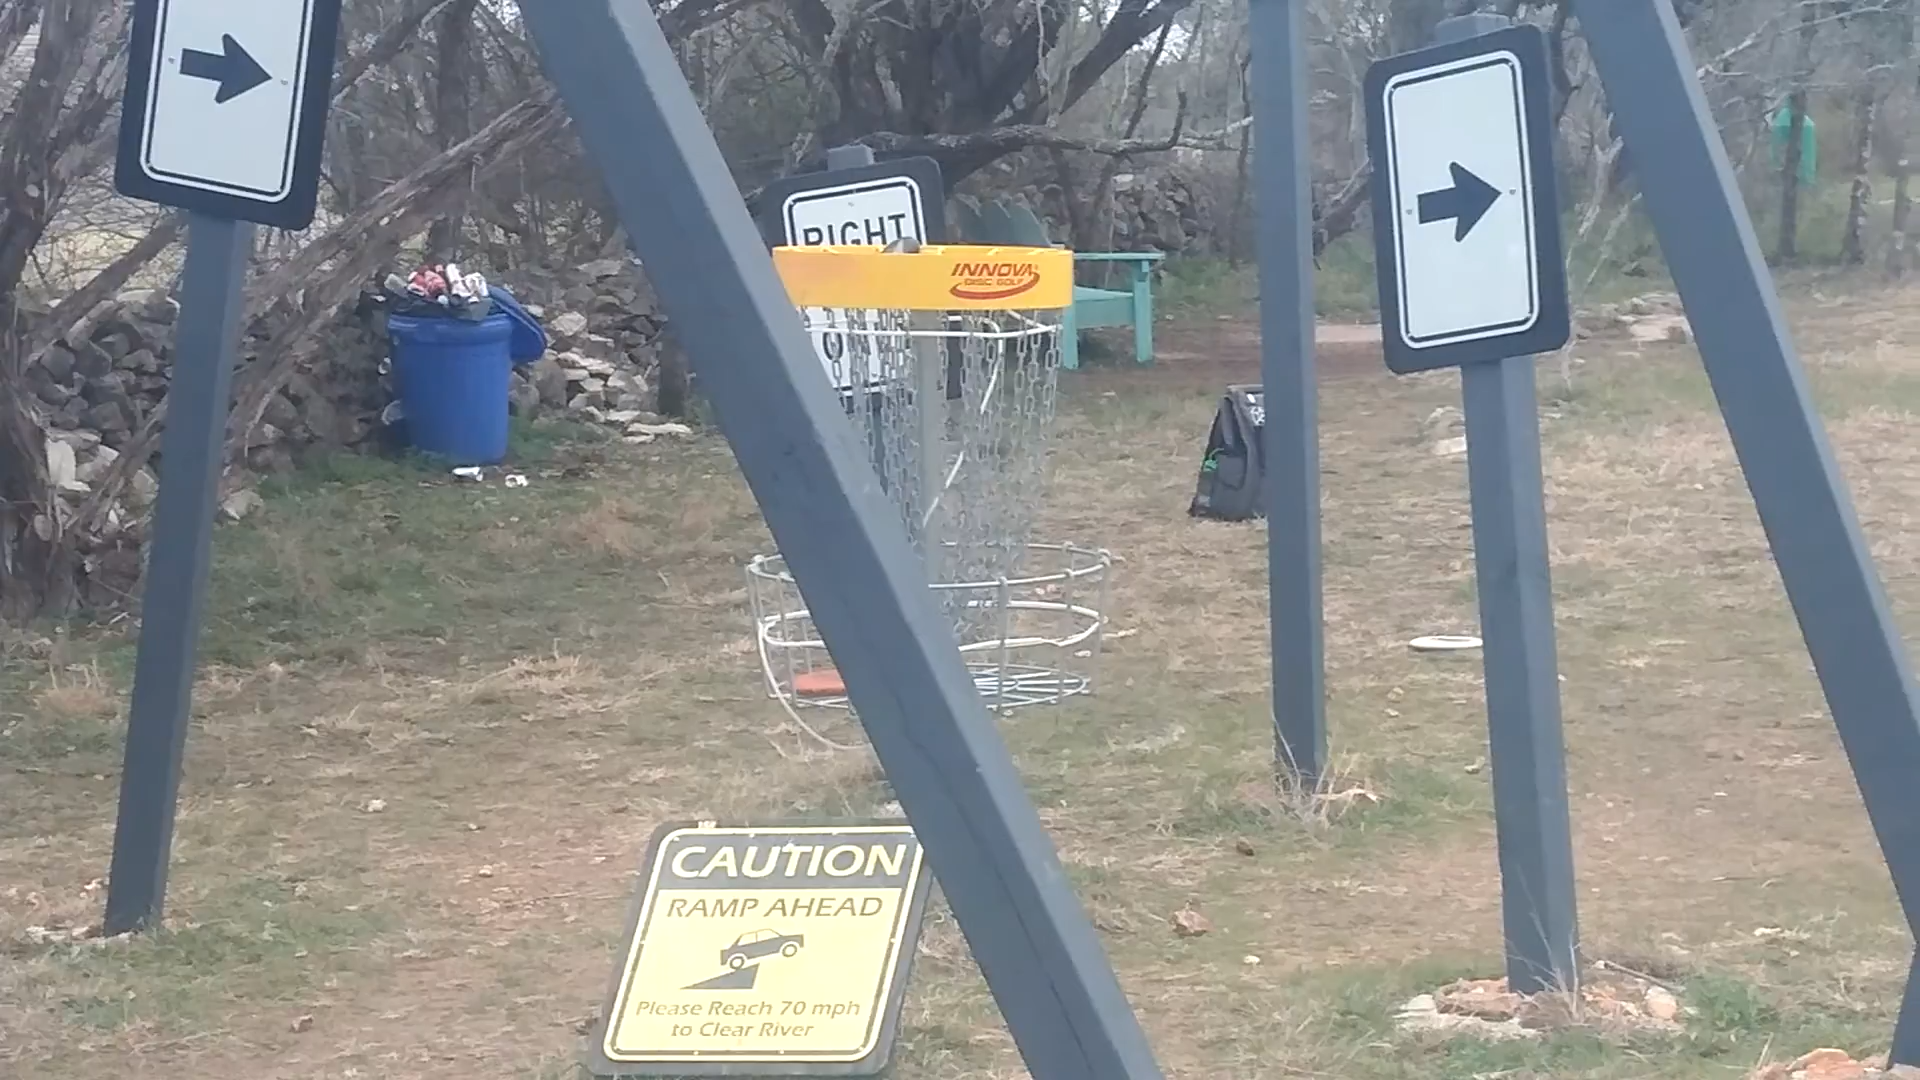 RIGHT
INNOVA
DISC GOLF
CAUTION
RAMP AHEAD
Please Reach 70 mph
to Clear River